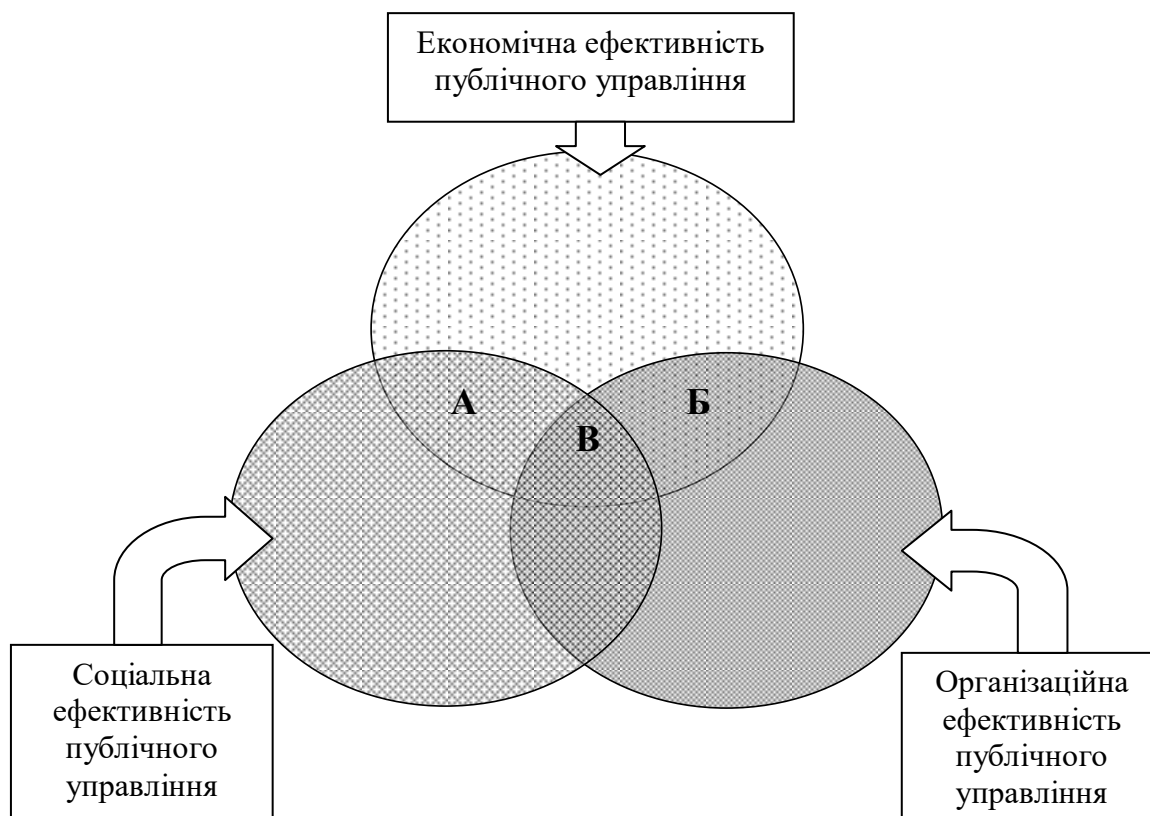 Економічна ефективність
публічного управління
А
Б
В
Соціальна
ефективність
публічного
управління
Організаційна
ефективність
публічного
управління